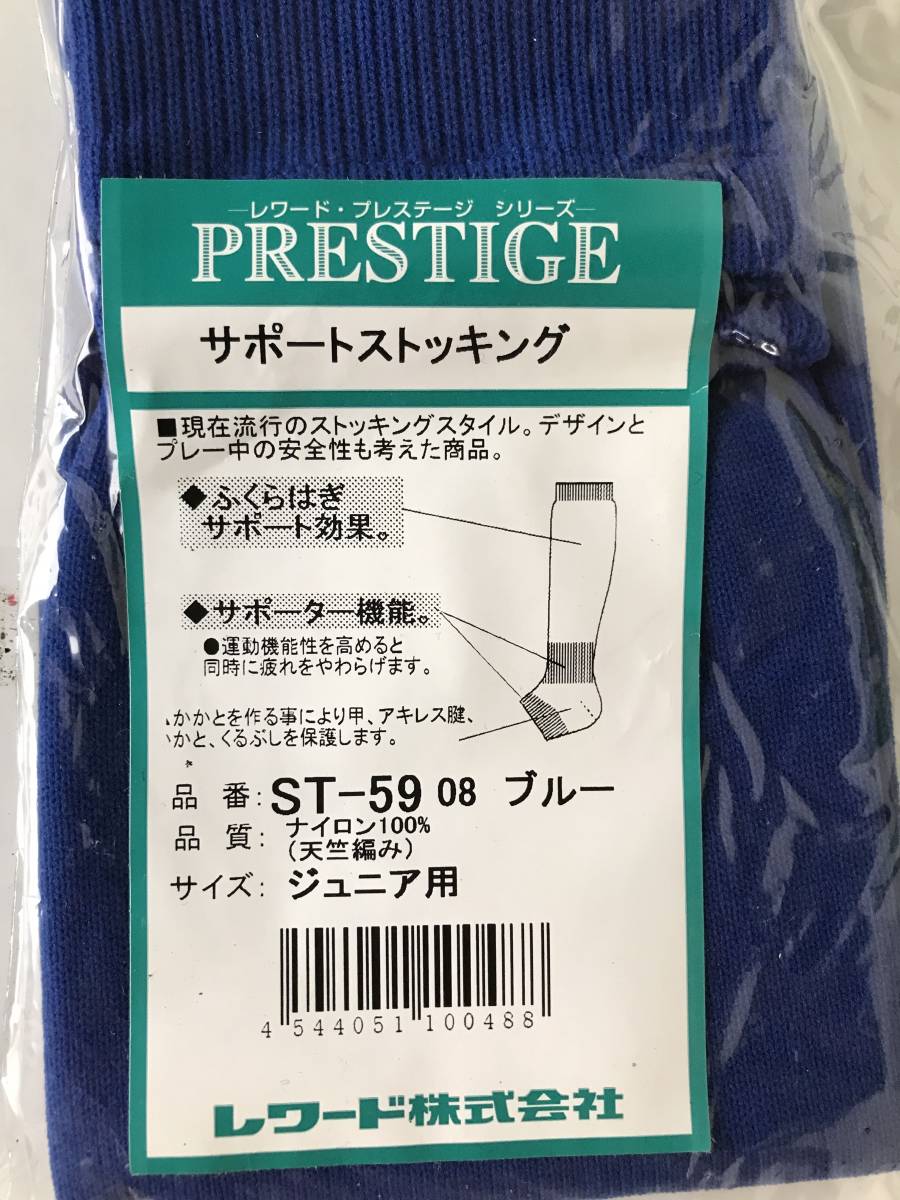 レワード・プレステージ シリーズ
PRESTIGE
サポートストッキング
■現在流行のストッキングスタイル。デザインと
プレー中の安全性も考えた商品。
◆ふくらはぎ
サポート効果。
◆サポーター機能。
●運動機能性を高めると
同時に疲れをやわらげます。
かかとを作る事により甲、アキレス腱、
かと、くるぶしを保護します。
品番:ST-59 08 ブルー
品質:ナイロン100%
(天竺編み)
サイズ:ジュニア用
4 544051 100488
レワード株式会社